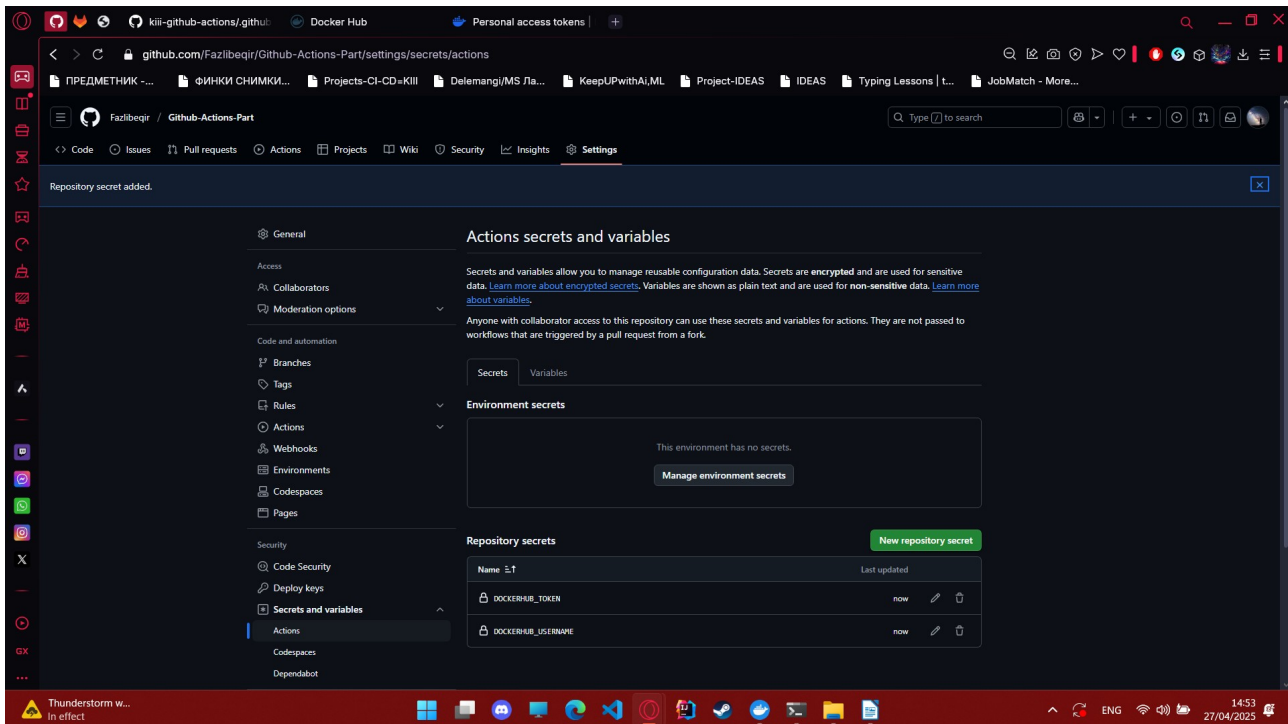 kiii-github-actions/.github
Docker Hub
Personal access tokens |
github.com/Fazlibeqir/Github-Actions-Part/settings/secrets/actions
ПРЕДМЕТНИК -...
ФИНКИ СНИМКИ...
Projects-CI-CD=KIII
Delemangi/MS Ла...
KeepUPwithAi,ML
Project-IDEAS
IDEAS
Typing Lessons | t...
JobMatch - More...
Fazlibeqir / Github-Actions-Part
Type / to search
Code
Issues
Pull requests
Actions
Projects
Wiki
Security
Insights
Settings
Repository secret added.
General
Access
Collaborators
Moderation options
Code and automation
Branches
Tags
Rules
Actions
Webhooks
Environments
Codespaces
Pages
Security
Code Security
Deploy keys
Secrets and variables
Actions
Codespaces
Dependabot
Actions secrets and variables
Secrets and variables allow you to manage reusable configuration data. Secrets are encrypted and are used for sensitive
data. Learn more about encrypted secrets. Variables are shown as plain text and are used for non-sensitive data. Learn more
about variables.
Anyone with collaborator access to this repository can use these secrets and variables for actions. They are not passed to
workflows that are triggered by a pull request from a fork.
Secrets
Variables
Environment secrets
This environment has no secrets.
Manage environment secrets
Repository secrets
New repository secret
Name
Last updated
DOCKERHUB_TOKEN
now
DOCKERHUB_USERNAME
now
GX
Thunderstorm w...
In effect
ENG
14:53
27/04/2025